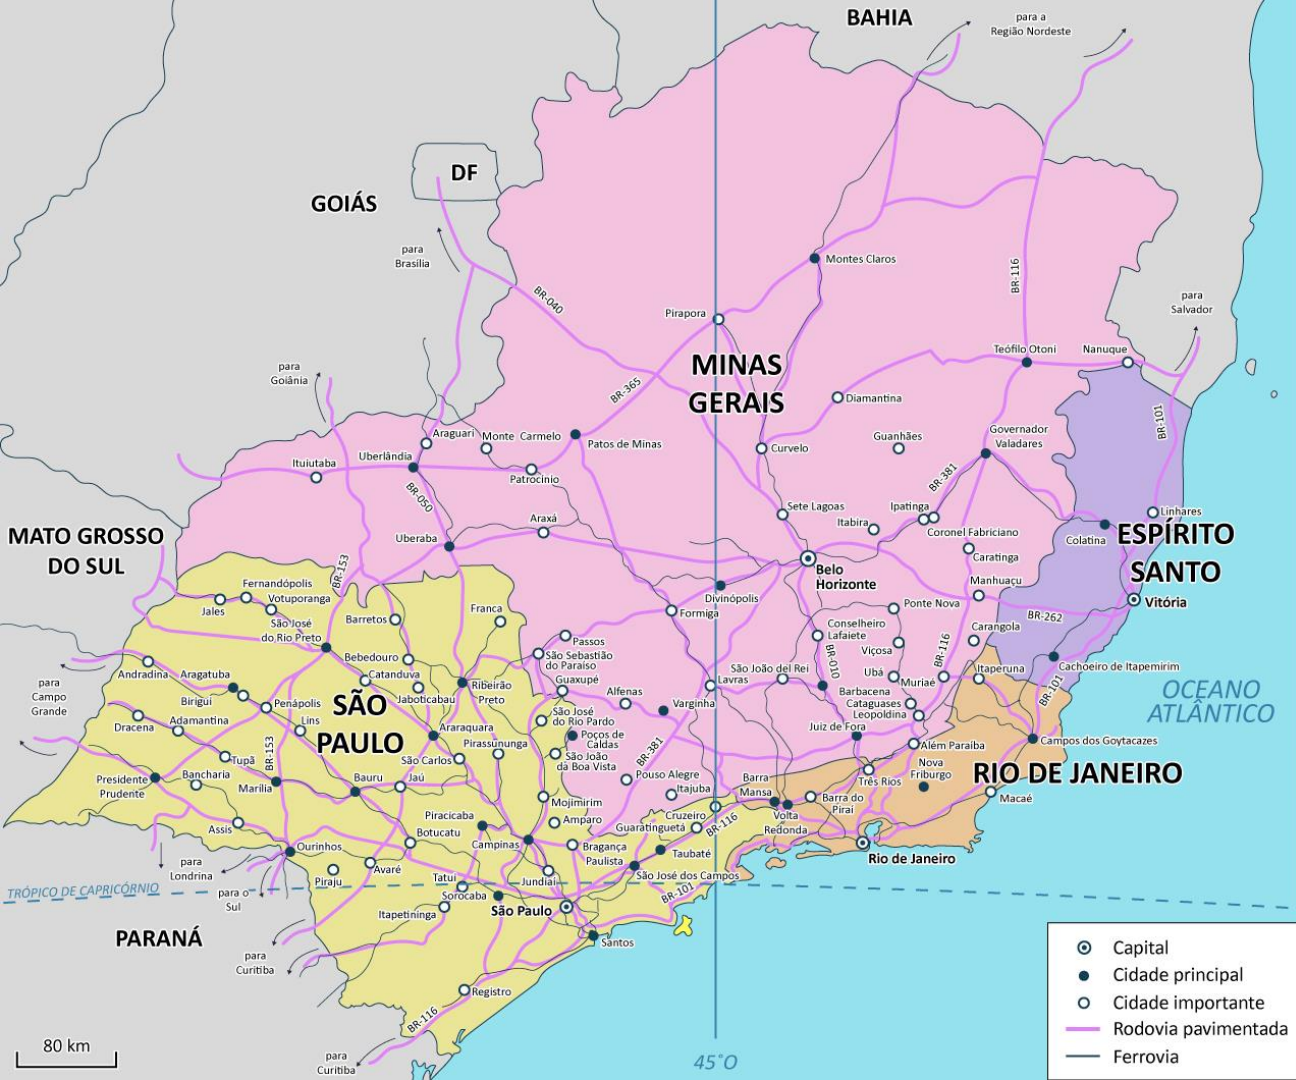 BAHIA
para a
Região Nordeste
DF
GOIÁS
para
Brasília
BR-040
Montes Claros
BR-116
Pirapora
para
Salvador
MINAS
GERAIS
Teófilo Otoni
Nanuque
para
Goiânia
BR-365
Diamantina
BR-101
Araguari
Monte Carmelo
Patos de Minas
Guanhães
Governador
Valadares
Curvelo
Ituiutaba
Uberlândia
Patrocínio
BR-381
BR-050
Sete Lagoas
Ipatinga
Linhares
Araxá
Itabira
Coronel Fabriciano
Colatina
ESPÍRITO
SANTO
MATO GROSSO
DO SUL
Uberaba
Caratinga
Belo
Horizonte
BR-153
Manhuaçu
Fernandópolis
Votuporanga
Jales
Divinópolis
Ponte Nova
Vitória
São José
do Rio Preto
Barretos
Franca
Formiga
Conselheiro
Lafaiete
BR-262
Carangola
Passos
Viçosa
Bebedouro
São Sebastião
do Paraíso
BR-010
BR-116
Cachoeiro de Itapemirim
Andradina
Aragatuba
Catanduva
Guaxupé
São João del Rei
Ubá
Muriaé
Itaperuna
para
Campo
Grande
Birigui
Penápolis
Jaboticabau
Ribeirão
Preto
Alfenas
Varginha
Lavras
Barbacena
Cataguases
Leopoldina
BR-101
OCEANO
ATLÂNTICO
SÃO
PAULO
Dracena
Adamantina
Lins
Araraquara
São José
do Rio Pardo
Poços de
Caldas
Juiz de Fora
Além Paraíba
Campos dos Goytacazes
Pirassununga
BR-153
São Carlos
São João
da Boa Vista
BR-381
Tupã
Nova
Friburgo
RIO DE JANEIRO
Presidente
Prudente
Bancharia
Marília
Bauru
Jaú
Pouso Alegre
Itajuba
Barra
Mansa
Três Rios
Macaé
Mojimirim
Barra do
Piraí
Piracicaba
Amparo
Cruzeiro
Guaratinguetá
BR-116
Volta
Redonda
Assis
Botucatu
Ourinhos
Campinas
Bragança
Paulista
Taubaté
Rio de Janeiro
para
Londrina
Piraju
Avaré
Tatuí
Jundiaí
São José dos Campos
TRÓPICO DE CAPRICÓRNIO
para o
Sul
Sorocaba
BR-101
Itapetininga
São Paulo
PARANÁ
Santos
para
Curitiba
Registro
BR-116
para
Curitiba
80 km
45°O
Capital
Cidade principal
Cidade importante
Rodovia pavimentada
Ferrovia